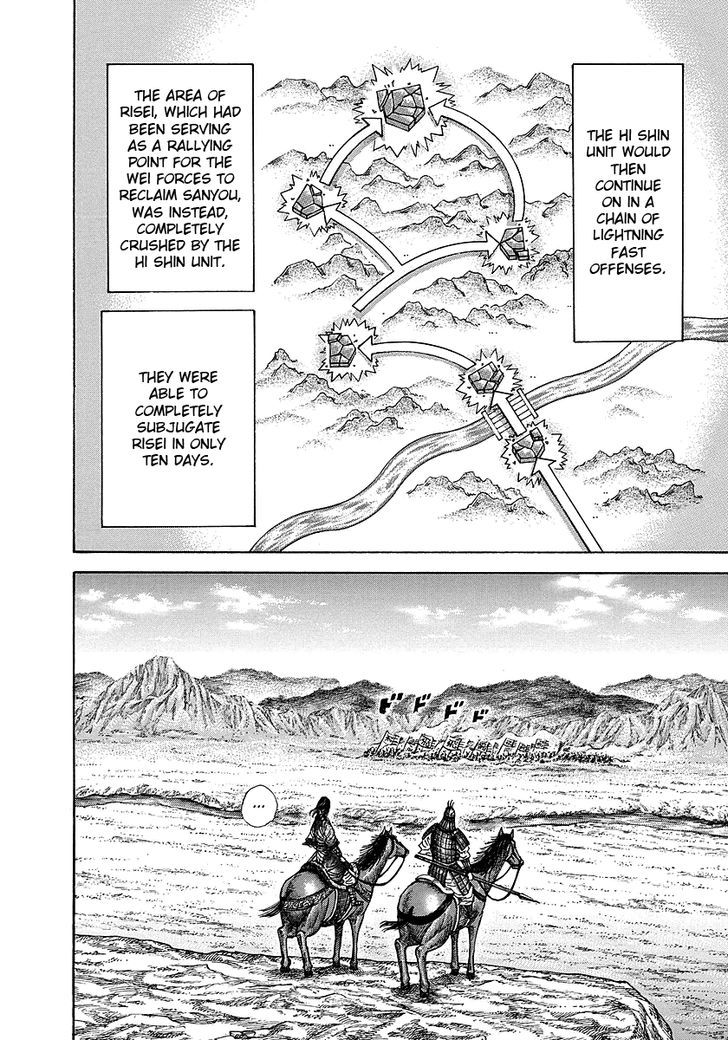 THE HI SHIN
UNIT WOULD
THEN
CONTINUE
ON IN A
CHAIN OF
LIGHTNING
FAST
OFFENSES.
THE AREA OF
RISEI, WHICH HAD
BEEN SERVING
AS A RALLYING
POINT FOR THE
WEI FORCES TO
RECLAIM SANYOU,
WAS INSTEAD,
COMPLETELY
CRUSHED BY THE
HI SHIN UNIT.
THEY WERE
ABLE TO
COMPLETELY
SUBJUGATE
RISEI IN ONLY
TEN DAYS.
ドドド
...